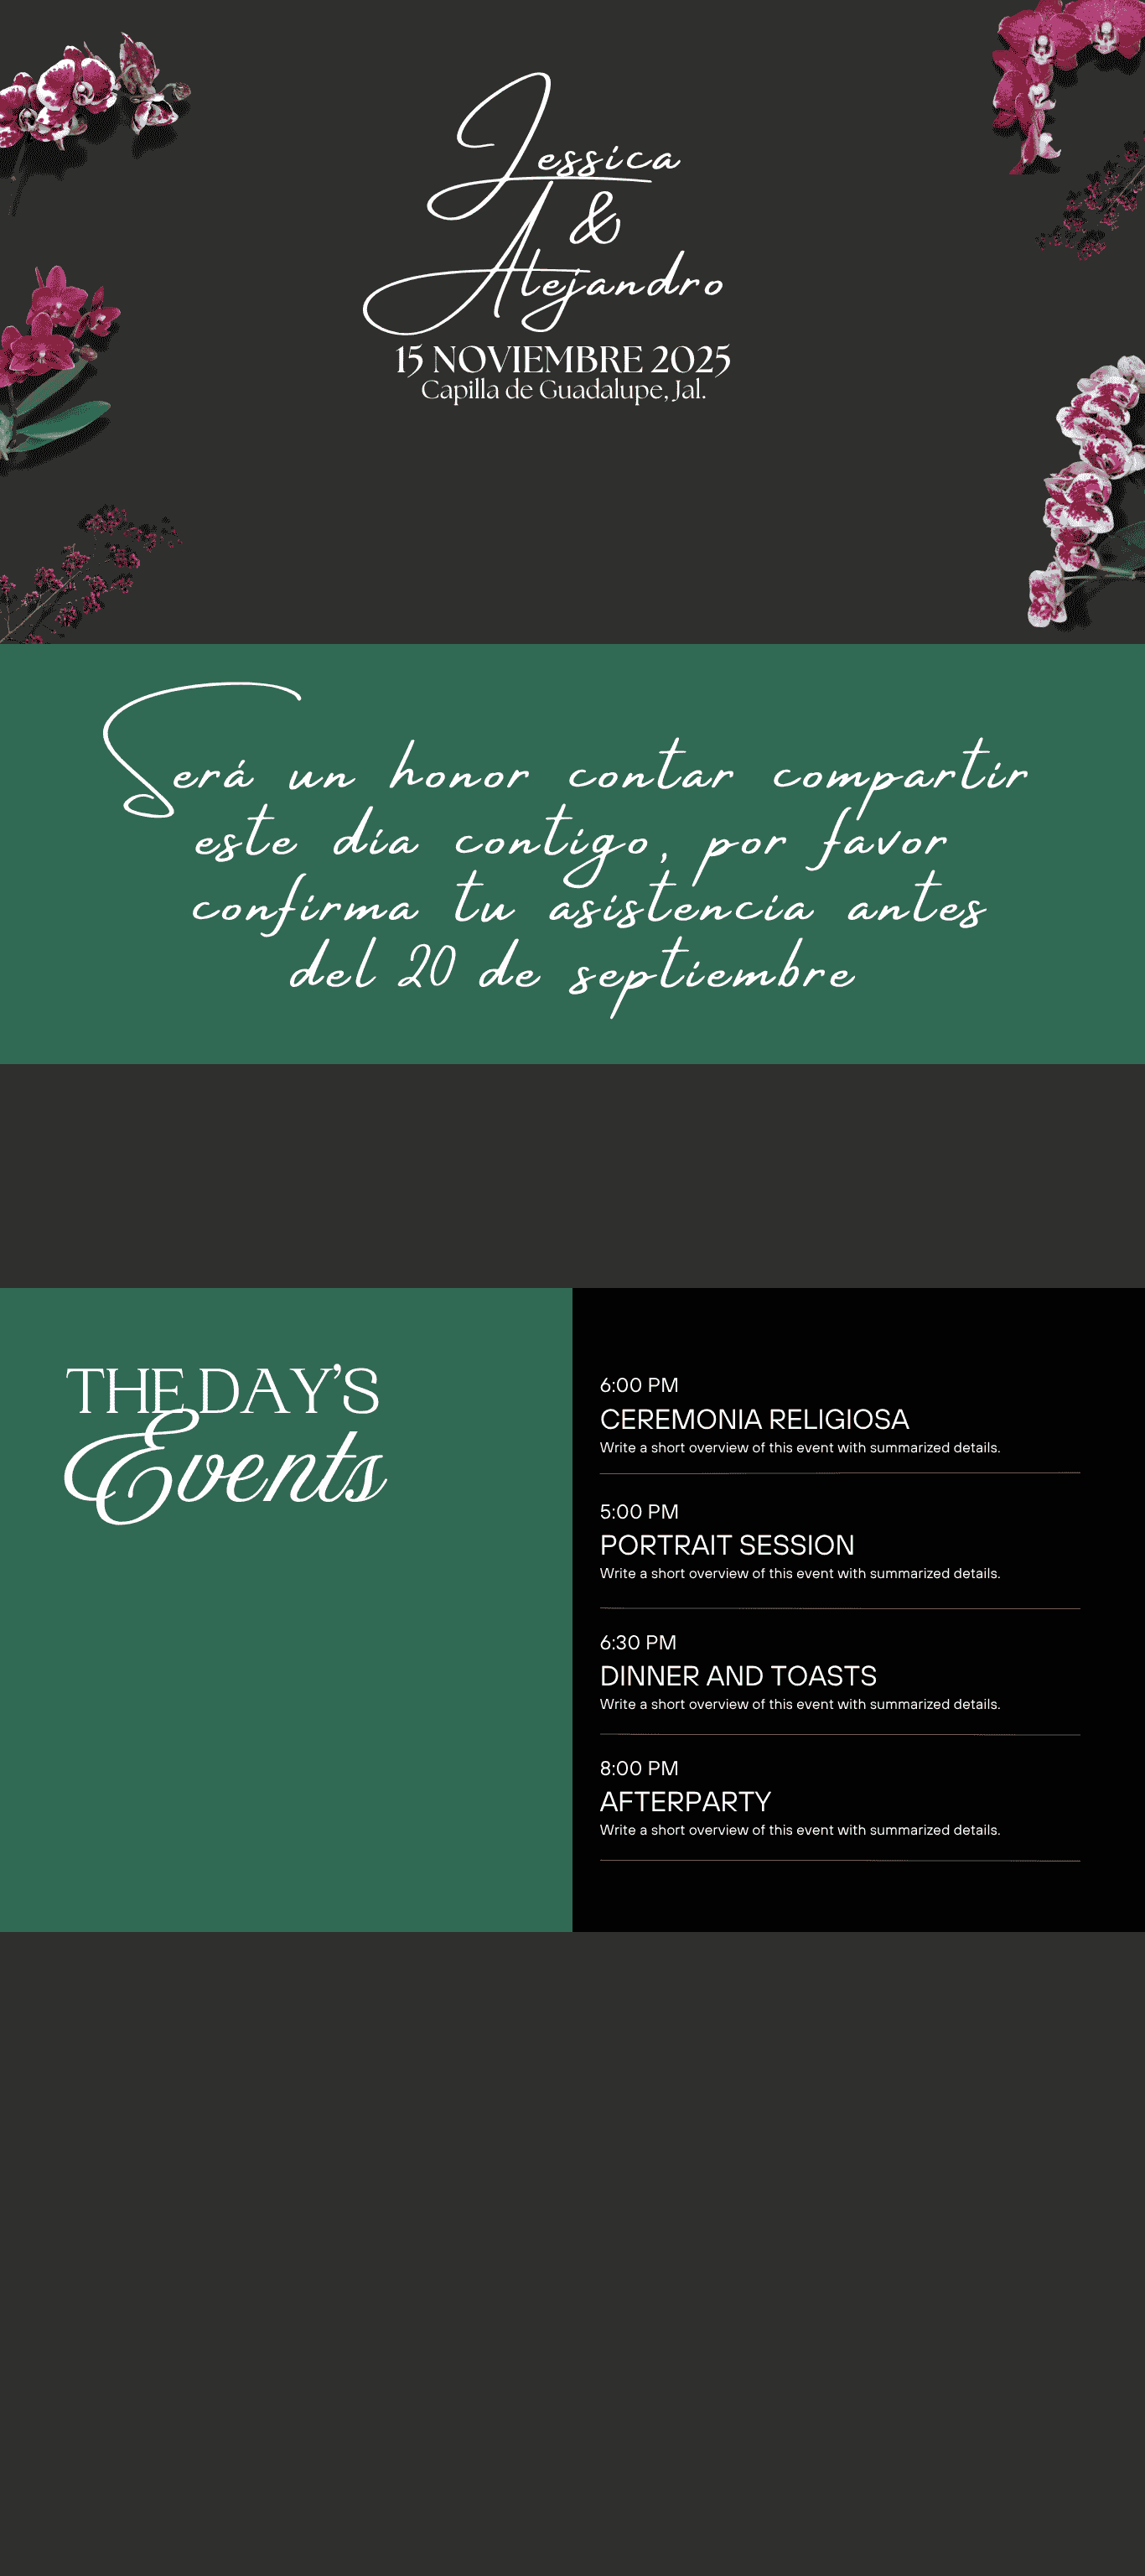 Jessica
&
Alejandro
15 NOVIEMBRE 2025
Capilla de Guadalupe, Jal.
Será un honor contar compartir
este día contigo, por favor
confirma tu asistencia antes
del 20 de septiembre
THE DAY'S
Events
6:00 PM
CEREMONIA RELIGIOSA
Write a short overview of this event with summarized details.
5:00 PM
PORTRAIT SESSION
Write a short overview of this event with summarized details.
6:30 PM
DINNER AND TOASTS
Write a short overview of this event with summarized details.
8:00 PM
AFTERPARTY
Write a short overview of this event with summarized details.